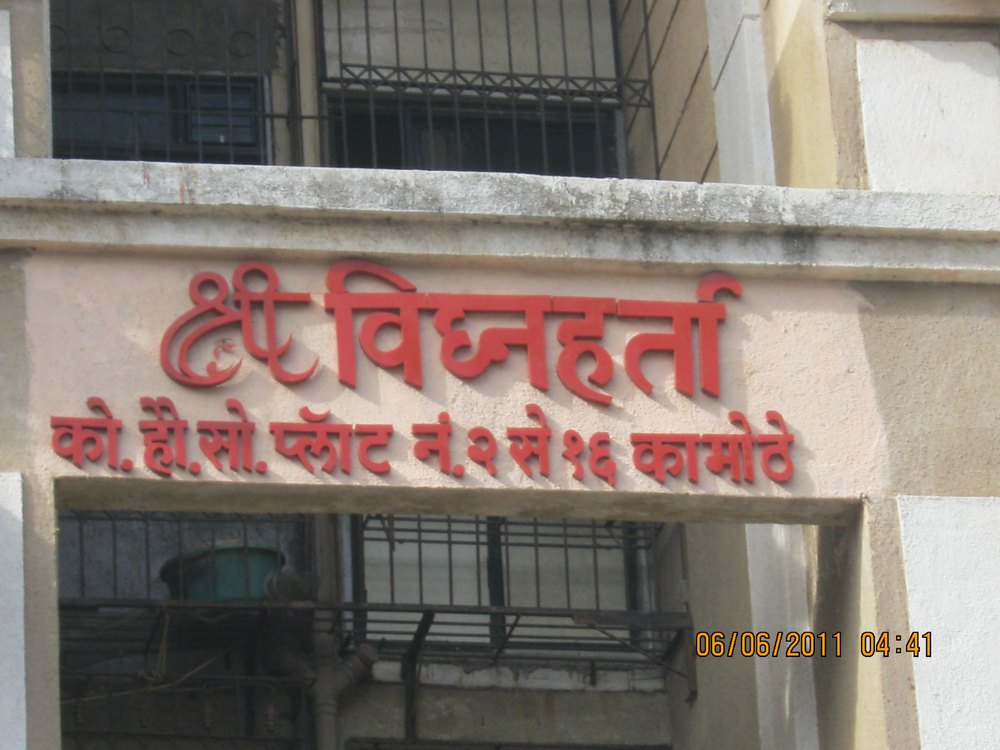 श्री विघ्नहर्ता
को. हौ. सो. प्लॅाट नं. २ से १६ कामोठे
06/06/2011 04:41